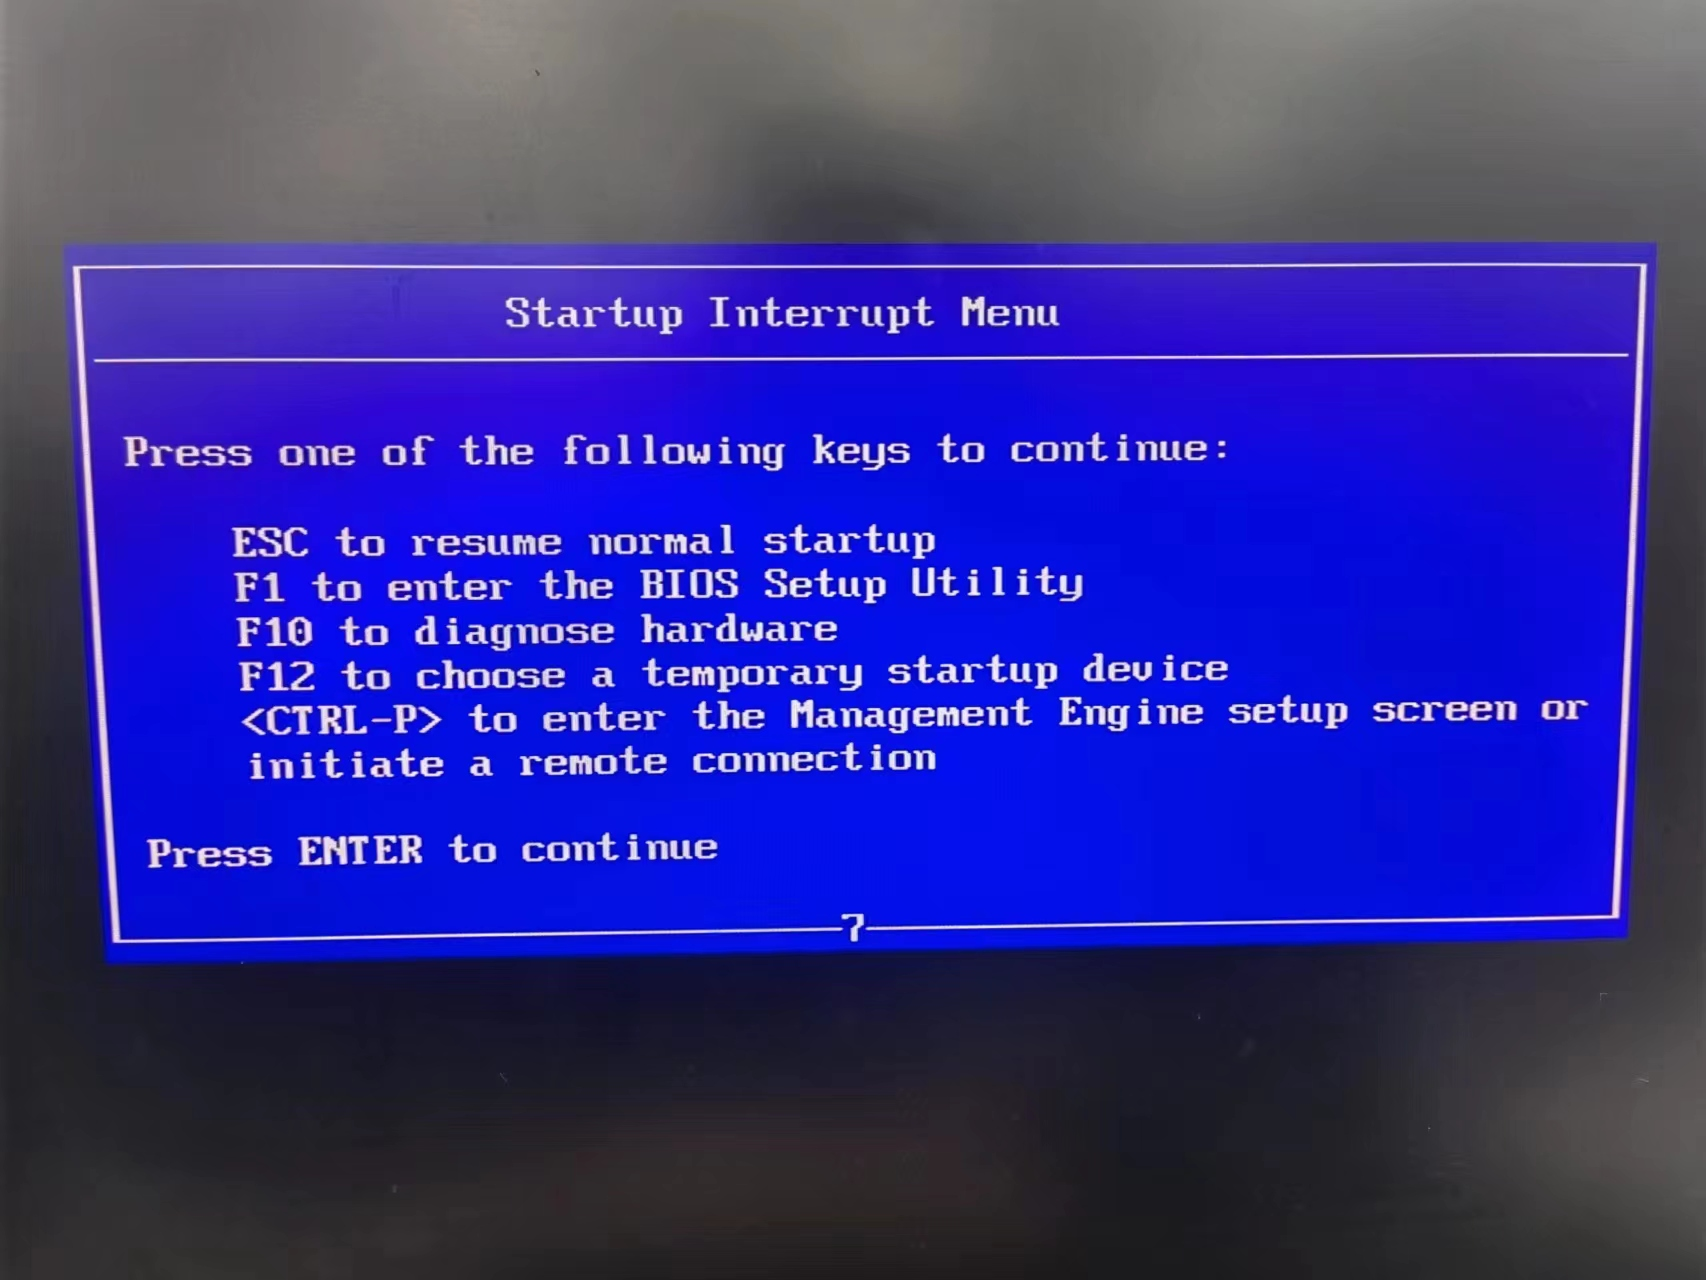 Startup Interrupt Menu
Press one of the following keys to continue:
ESC to resume normal startup
F1 to enter the BIOS Setup Utility
F10 to diagnose hardware
F12 to choose a temporary startup device
<CTRL-P> to enter the Management Engine setup screen or
initiate a remote connection
Press ENTER to continue
7